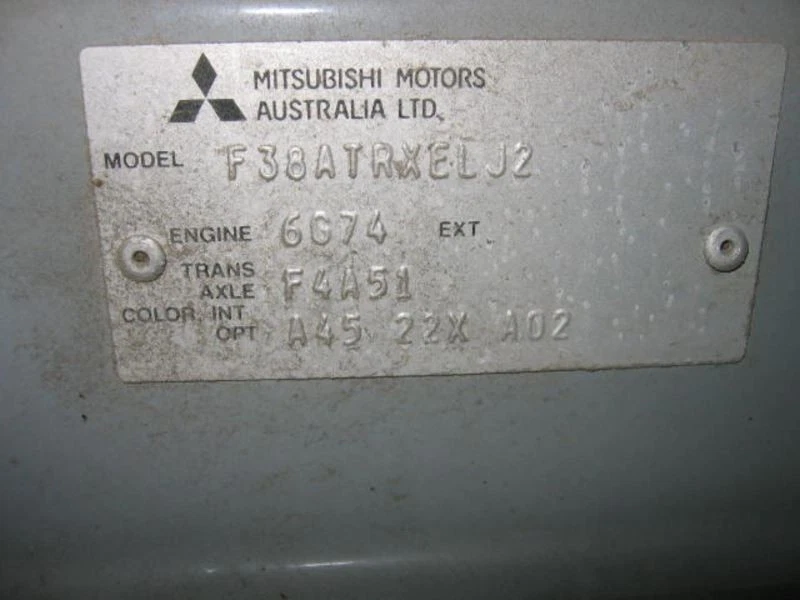 MITSUBISHI MOTORS
AUSTRALIA LTD.
MODEL F38ATRXELJ2
ENGINE 6G74 EXT
TRANS
AXLE F4A51
COLOR, INT
OPT A45 22X A02